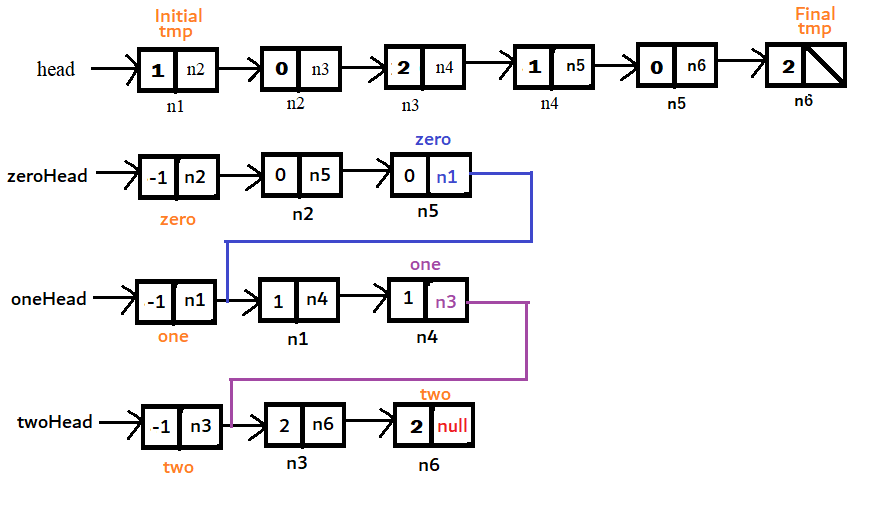 Initial Final
tmp tmp
head 1 n2 0 n3 2 n4 1 n5 0 n6 2
n1 n2 n3 n4 n5 n6
zero
zeroHead -1 n2 0 n5 0 n1
zero n2 n5
one
oneHead -1 n1 1 n4 1 n3
one n1 n4
two
twoHead -1 n3 2 n6 2 null
two n3 n6